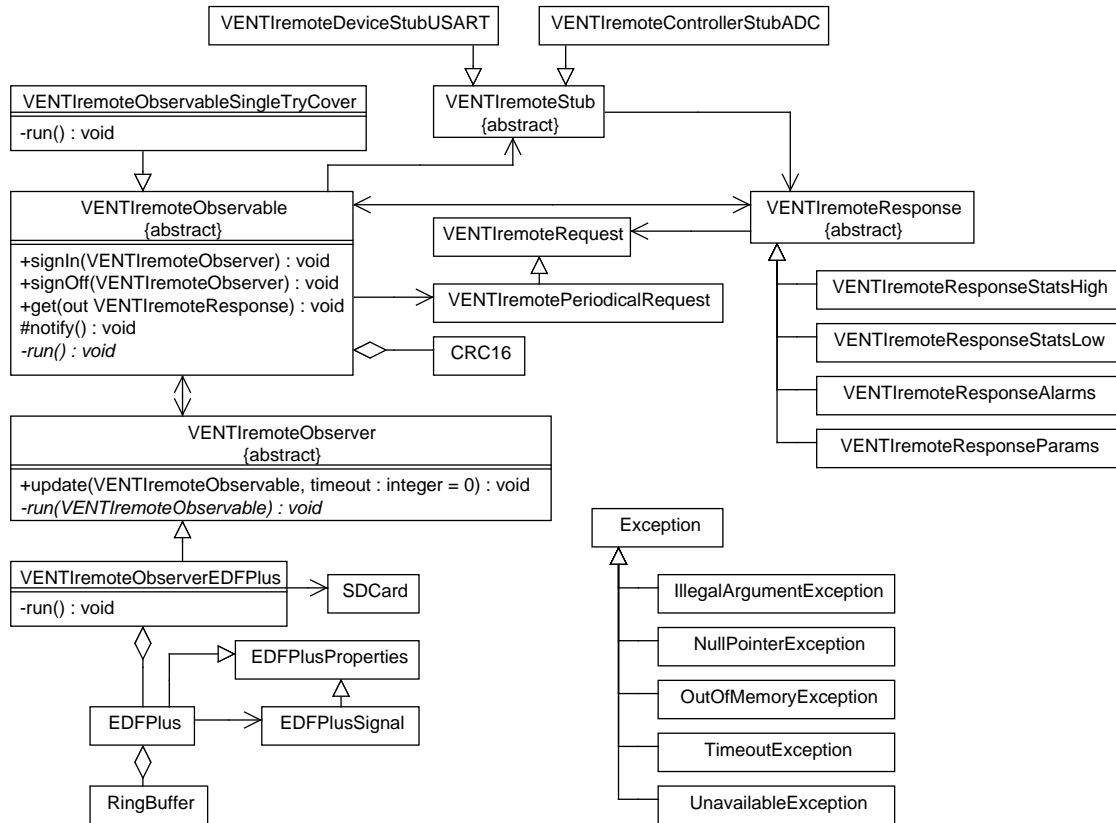 VENTIremoteDeviceStubUSART
VENTIremoteControllerStubADC
VENTIremoteObservableSingleTryCover
-run() : void
VENTIremoteStub
{abstract}
VENTIremoteObservable
{abstract}
+signIn(VENTIremoteObserver) : void
+signOff(VENTIremoteObserver) : void
+get(out VENTIremoteResponse) : void
#notify() : void
-run() : void
VENTIremoteRequest
VENTIremotePeriodicalRequest
CRC16
VENTIremoteResponse
{abstract}
VENTIremoteResponseStatsHigh
VENTIremoteResponseStatsLow
VENTIremoteResponseAlarms
VENTIremoteResponseParams
VENTIremoteObserver
{abstract}
+update(VENTIremoteObservable, timeout : integer = 0) : void
-run(VENTIremoteObservable) : void
VENTIremoteObserverEDFPlus
-run() : void
SDCard
EDFPlusProperties
EDFPlus
EDFPlusSignal
RingBuffer
Exception
IllegalArgumentException
NullPointerException
OutOfMemoryException
TimeoutException
UnavailableException